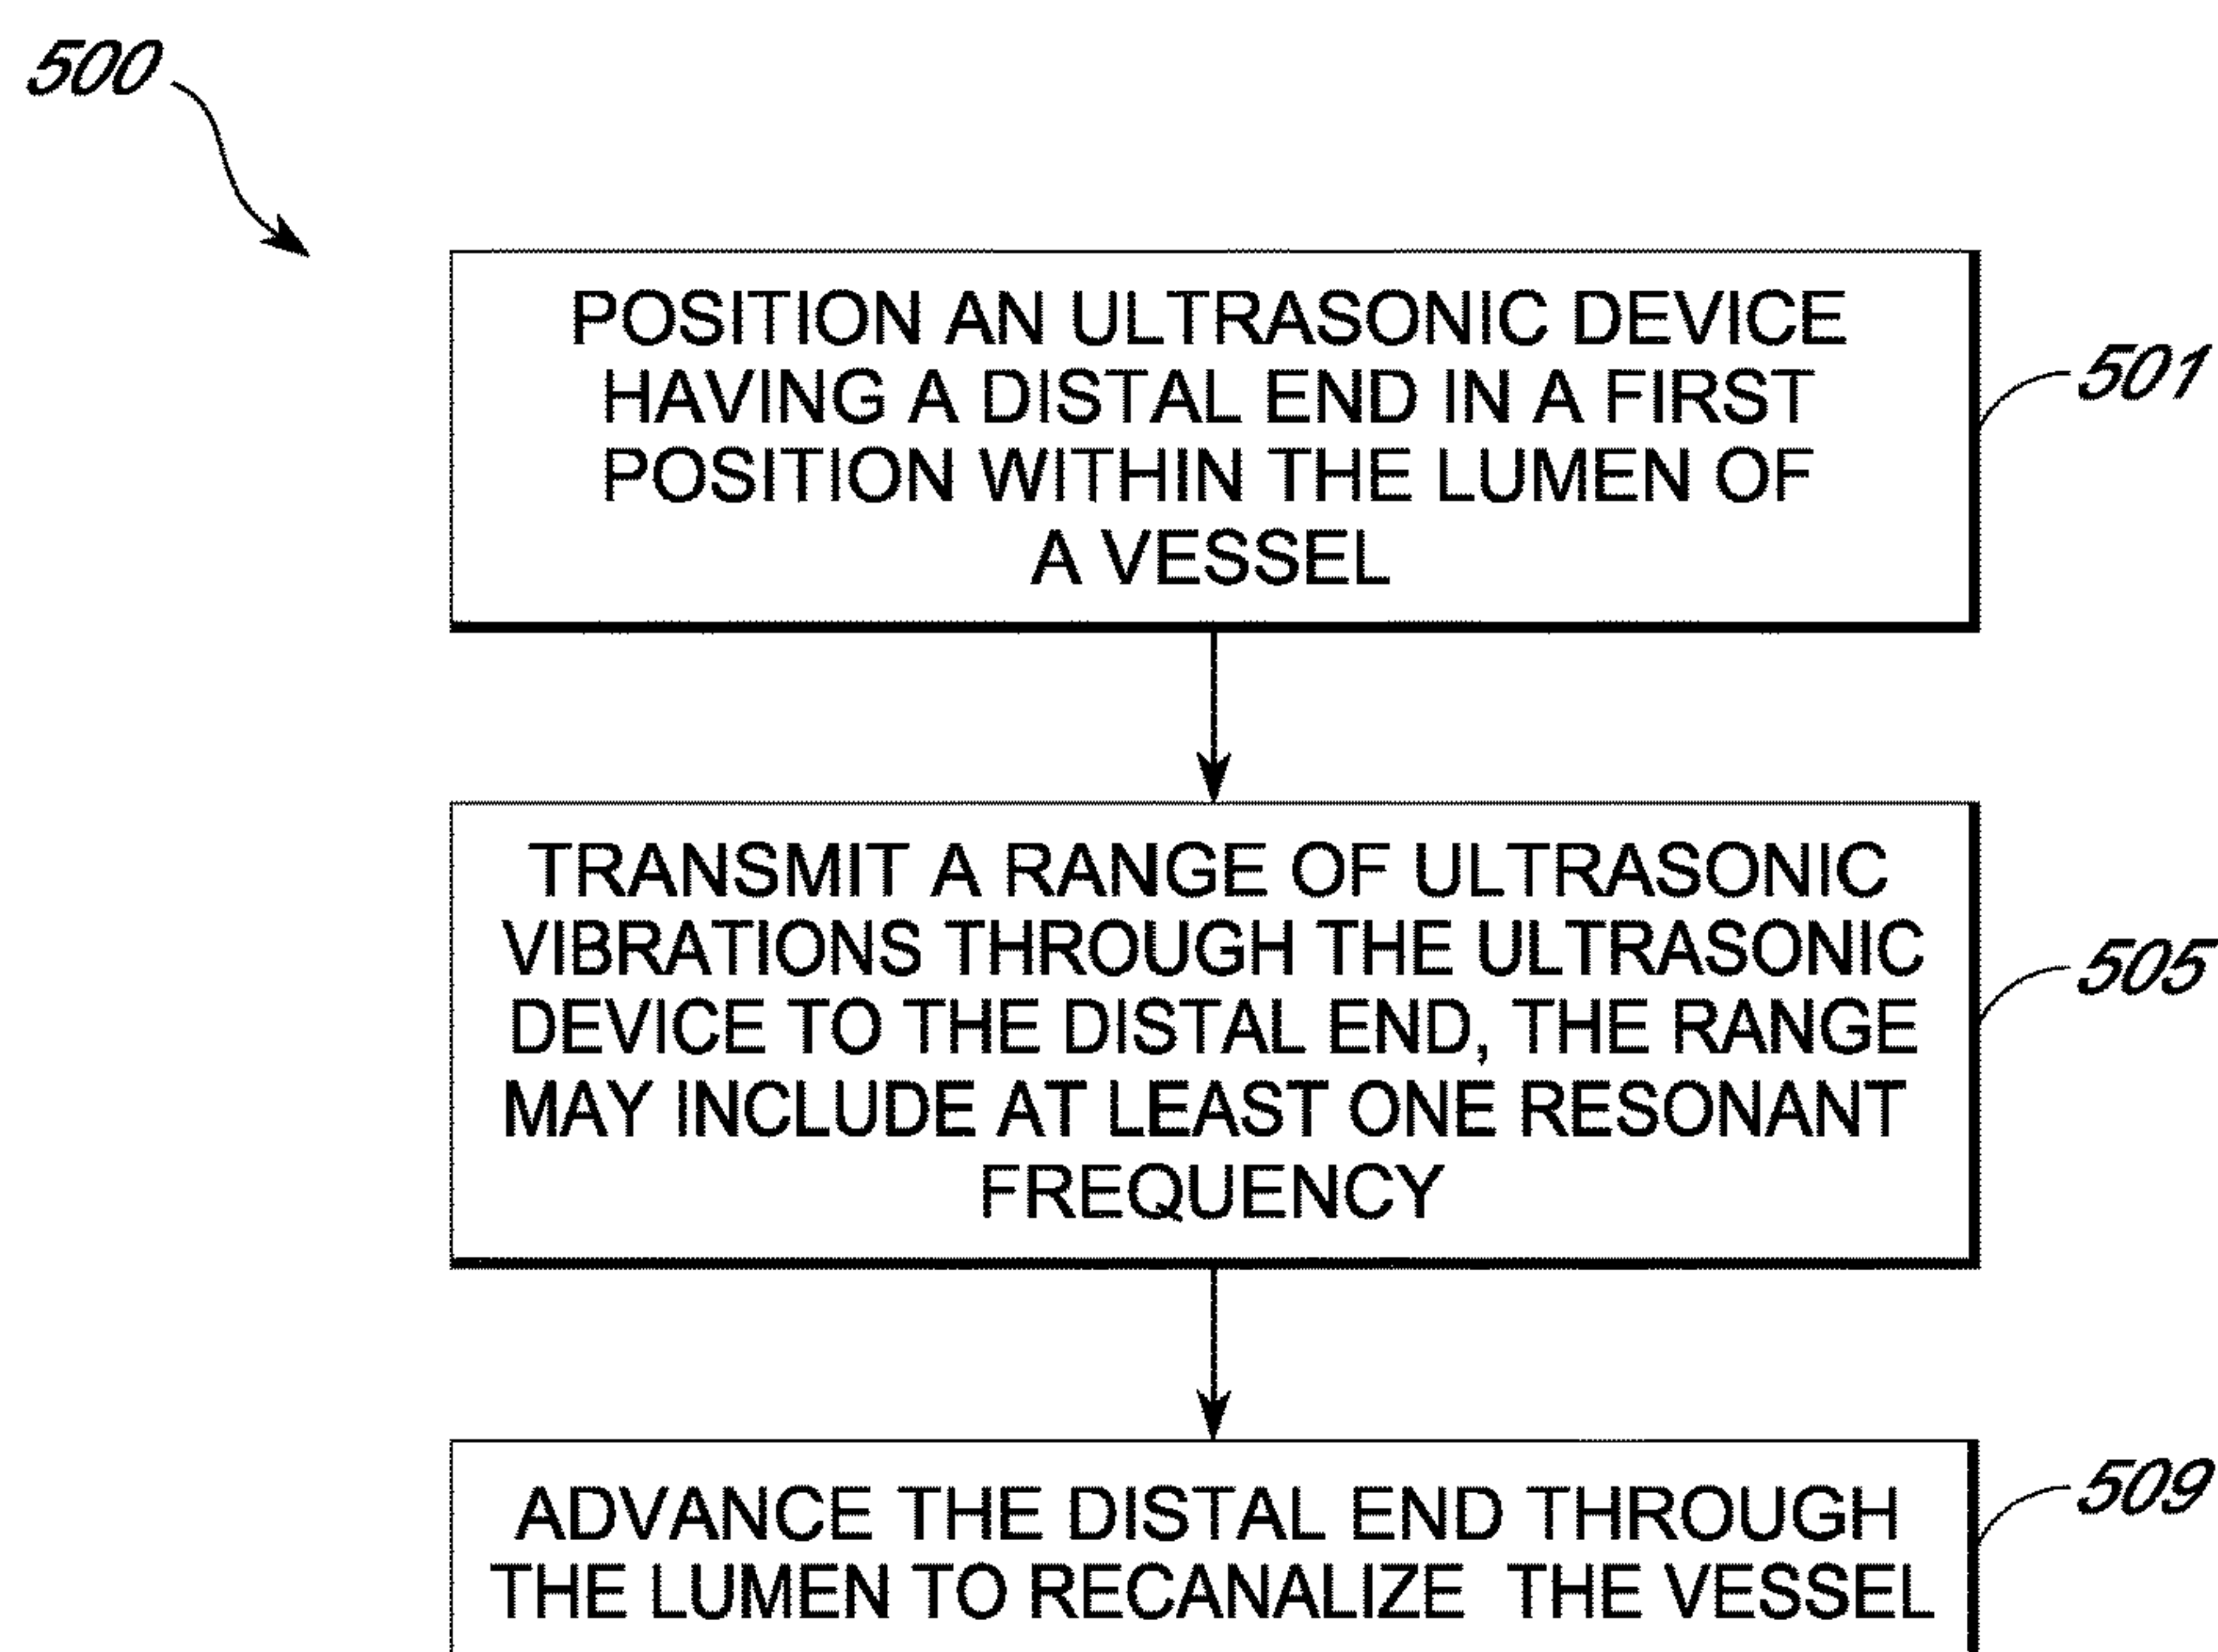 500
POSITION AN ULTRASONIC DEVICE
HAVING A DISTAL END IN A FIRST
POSITION WITHIN THE LUMEN OF
A VESSEL
501
TRANSMIT A RANGE OF ULTRASONIC
VIBRATIONS THROUGH THE ULTRASONIC
DEVICE TO THE DISTAL END, THE RANGE
MAY INCLUDE AT LEAST ONE RESONANT
FREQUENCY
505
ADVANCE THE DISTAL END THROUGH
THE LUMEN TO RECANALIZE THE VESSEL
509